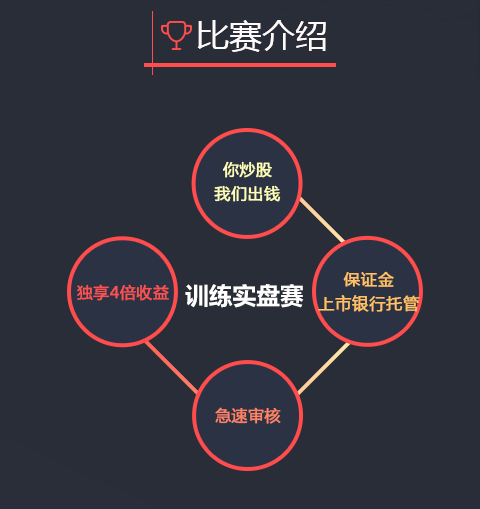 比赛介绍
你炒股
我们出钱
独享4倍收益
训练实盘赛
保证金
上市银行托管
急速审核